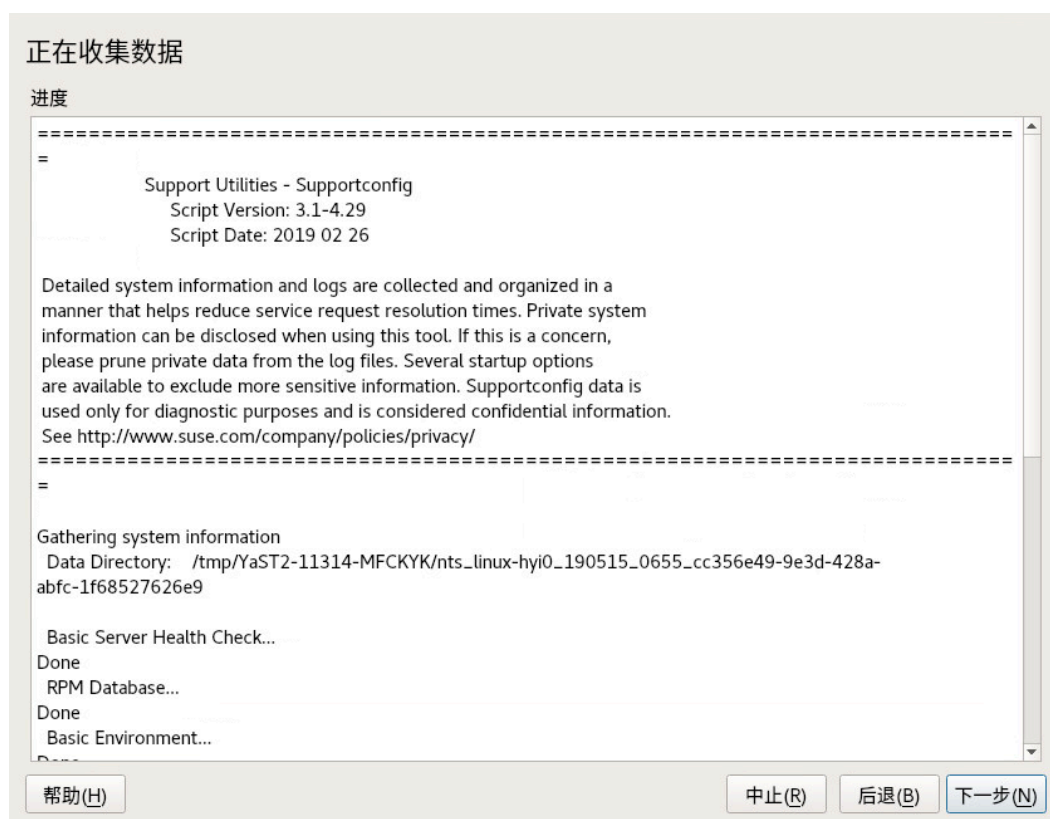 正在收集数据
进度
============================================================================
=
Support Utilities - Supportconfig
Script Version: 3.1-4.29
Script Date: 2019 02 26
Detailed system information and logs are collected and organized in a
manner that helps reduce service request resolution times. Private system
information can be disclosed when using this tool. If this is a concern,
please prune private data from the log files. Several startup options
are available to exclude more sensitive information. Supportconfig data is
used only for diagnostic purposes and is considered confidential information.
See http://www.suse.com/company/policies/privacy/
============================================================================
=
Gathering system information
Data Directory: /tmp/YaST2-11314-MFCKYK/nts_linux-hyi0_190515_0655_cc356e49-9e3d-428a-
abfc-1f68527626e9
Basic Server Health Check...
Done
RPM Database...
Done
Basic Environment...
Done
帮助(H) 中止(R) 后退(B) 下一步(N)